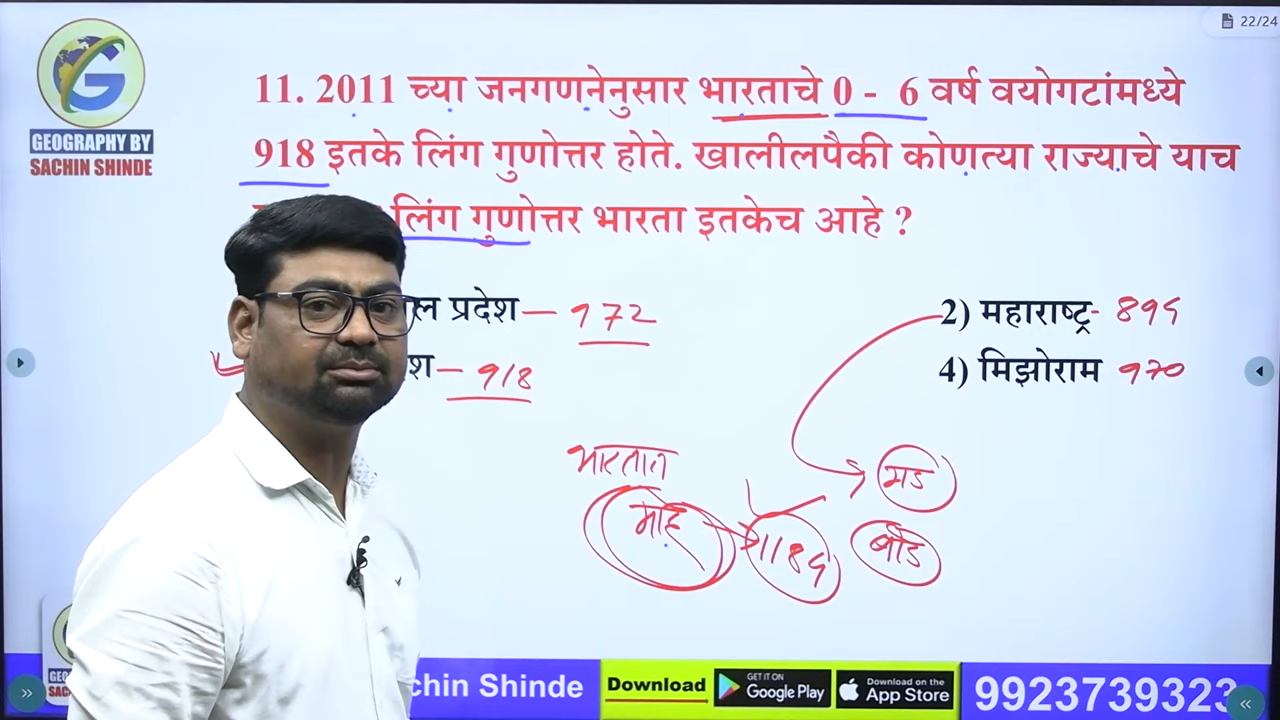 22/24
GEOGRAPHY BY
SACHIN SHINDE
11. 2011 च्या जनगणनेनुसार भारताचे 0 - 6 वर्ष वयोगटांमध्ये
918 इतके लिंग गुणोत्तर होते. खालीलपैकी कोणत्या राज्याचे याच
लिंग गुणोत्तर भारता इतकेच आहे ?
ल प्रदेश— 972
2) महाराष्ट्र- 894
श— 918
4) मिझोराम 970
भारतात
chin Shinde
Download
GET IT ON
Google Play
Download on the
App Store
9923739323